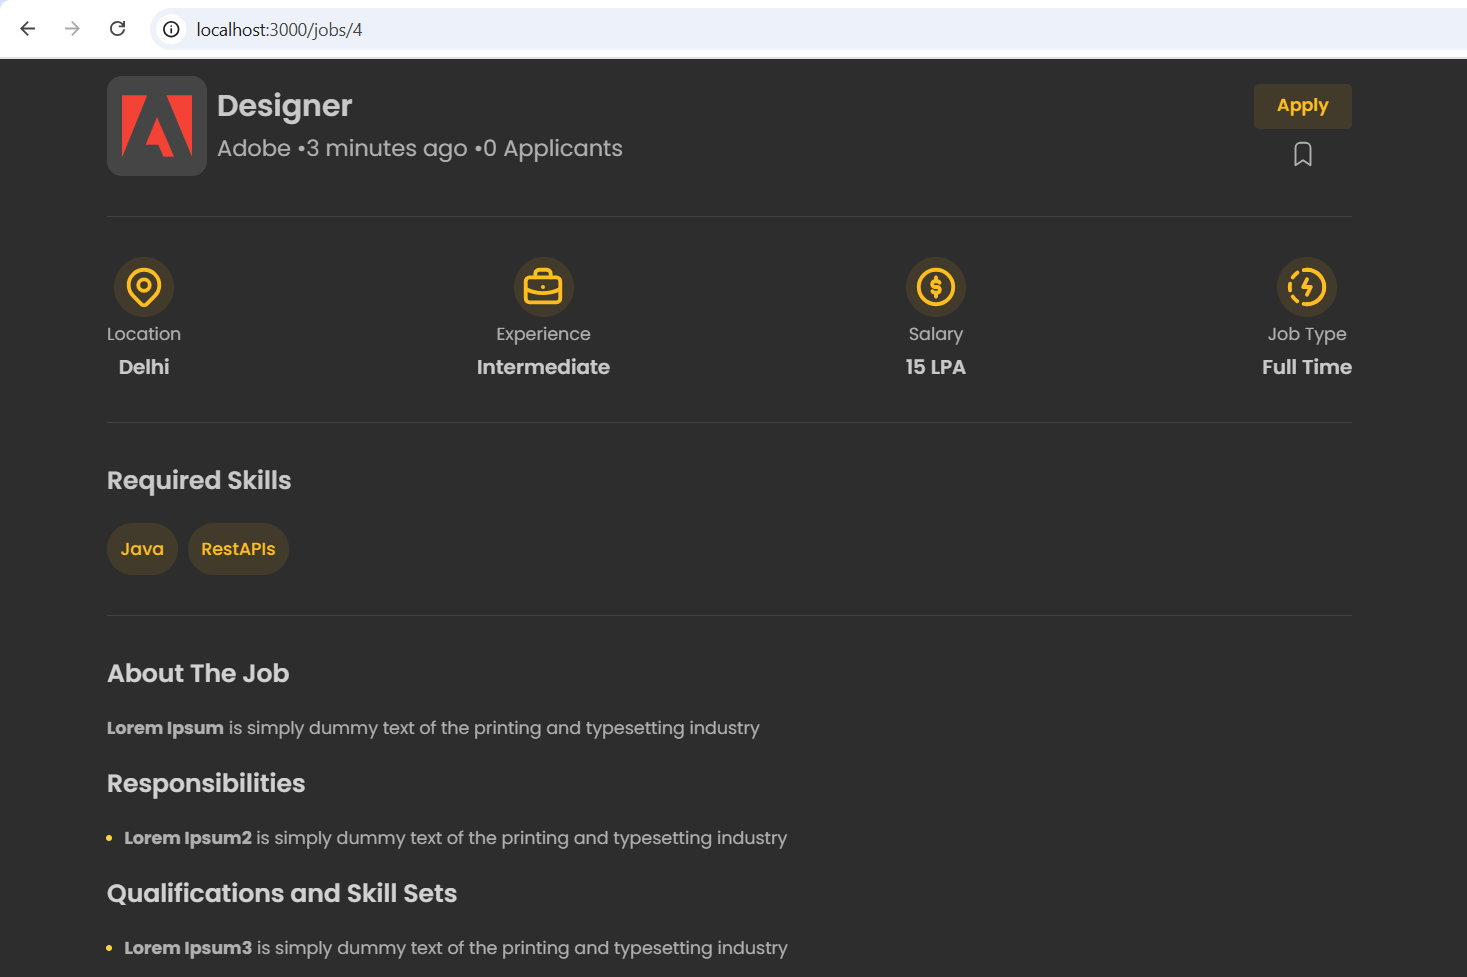 localhost:3000/jobs/4
Designer
Apply
Adobe •3 minutes ago •0 Applicants
Location
Experience
Salary
Job Type
Delhi
Intermediate
15 LPA
Full Time
Required Skills
Java
RestAPIs
About The Job
Lorem Ipsum is simply dummy text of the printing and typesetting industry
Responsibilities
• Lorem Ipsum2 is simply dummy text of the printing and typesetting industry
Qualifications and Skill Sets
• Lorem Ipsum3 is simply dummy text of the printing and typesetting industry